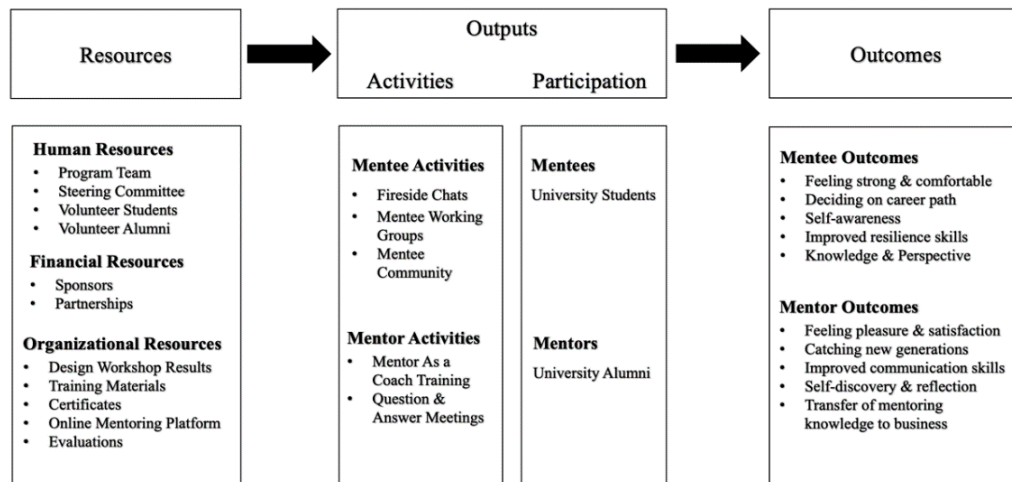 Resources
Outputs
Activities
Participation
Outcomes
Human Resources
• Program Team
• Steering Committee
• Volunteer Students
• Volunteer Alumni
Financial Resources
• Sponsors
• Partnerships
Organizational Resources
• Design Workshop Results
• Training Materials
• Certificates
• Online Mentoring Platform
• Evaluations
Mentee Activities
• Fireside Chats
• Mentee Working
Groups
• Mentee
Community
Mentor Activities
• Mentor As a
Coach Training
• Question &
Answer Meetings
Mentees
University Students
Mentors
University Alumni
Mentee Outcomes
• Feeling strong & comfortable
• Deciding on career path
• Self-awareness
• Improved resilience skills
• Knowledge & Perspective
Mentor Outcomes
• Feeling pleasure & satisfaction
• Catching new generations
• Improved communication skills
• Self-discovery & reflection
• Transfer of mentoring
knowledge to business